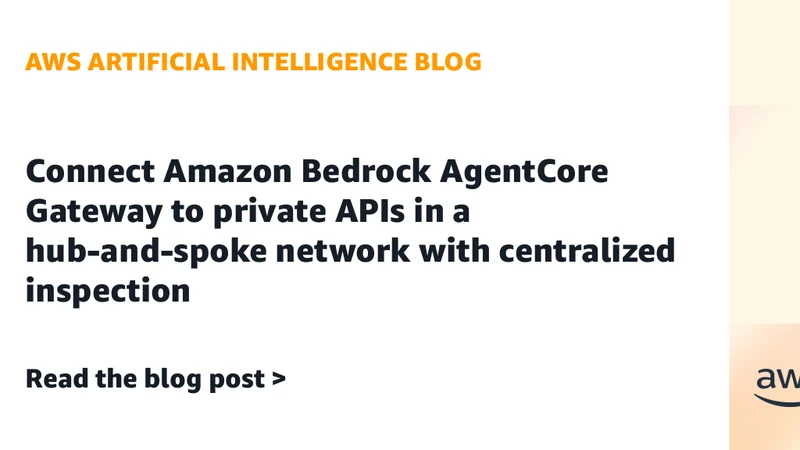 AWS ARTIFICIAL INTELLIGENCE BLOG
Connect Amazon Bedrock AgentCore
Gateway to private APIs in a
hub-and-spoke network with centralized
inspection
Read the blog post >
aw